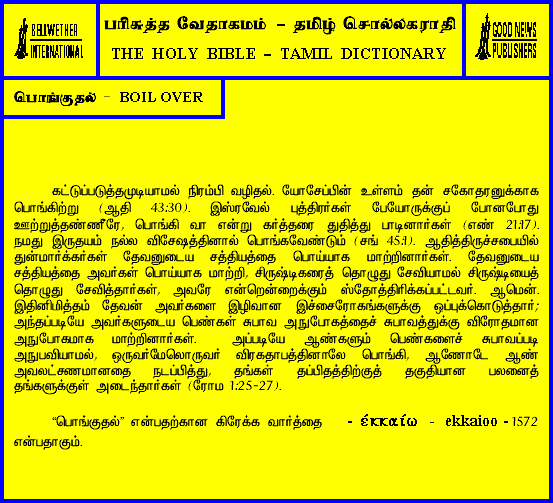 BELLWETHER
INTERNATIONAL
பரிசுத்த வேதாகமம் – தமிழ் சொல்லகராதி
THE HOLY BIBLE – TAMIL DICTIONARY
GOOD NEWS
PUBLISHERS
பொங்குதல் – BOIL OVER
கட்டுப்படுத்தமுடியாமல் நிரம்பி வழிதல். யோசேப்பின் உள்ளம் தன் சகோதரனுக்காக
பொங்கிற்று (ஆதி 43:30). இஸ்ரவேல் புத்திரர்கள் பேயோருக்குப் போனபோது
ஊற்றுத்தண்ணீரே, பொங்கி வா என்று கர்த்தரை துதித்து பாடினார்கள் (எண் 21:17).
நமது இருதயம் நல்ல விசேஷத்தினால் பொங்கவேண்டும் (சங் 45:1). ஆதித்திருச்சபையில்
துன்மார்க்கர்கள் தேவனுடைய சத்தியத்தை பொய்யாக மாற்றினார்கள். தேவனுடைய
சத்தியத்தை அவர்கள் பொய்யாக மாற்றி, சிருஷ்டிகரைத் தொழுது சேவியாமல் சிருஷ்டியைத்
தொழுது சேவித்தார்கள், அவரே என்றென்றைக்கும் ஸ்தோத்திரிக்கப்பட்டவர். ஆமென்.
இதினிமித்தம் தேவன் அவர்களை இழிவான இச்சைரோகங்களுக்கு ஒப்புக்கொடுத்தார்;
அந்தப்படியே அவர்களுடைய பெண்கள் சுபாவ அநுபோகத்தைச் சுபாவத்துக்கு விரோதமான
அநுபோகமாக மாற்றினார்கள். அப்படியே ஆண்களும் பெண்களைச் சுபாவப்படி
அநுபவியாமல், ஒருவர்மேலொருவர் விரகதாபத்தினாலே பொங்கி, ஆணோடே ஆண்
அவலட்சணமானதை நடப்பித்து, தங்கள் தப்பிதத்திற்குத் தகுதியான பலனைத்
தங்களுக்குள் அடைந்தார்கள் (ரோம 1:25-27).
“பொங்குதல்” என்பதற்கான கிரேக்க வார்த்தை - έκκαίω - ekkaioo - 1572
என்பதாகும்.